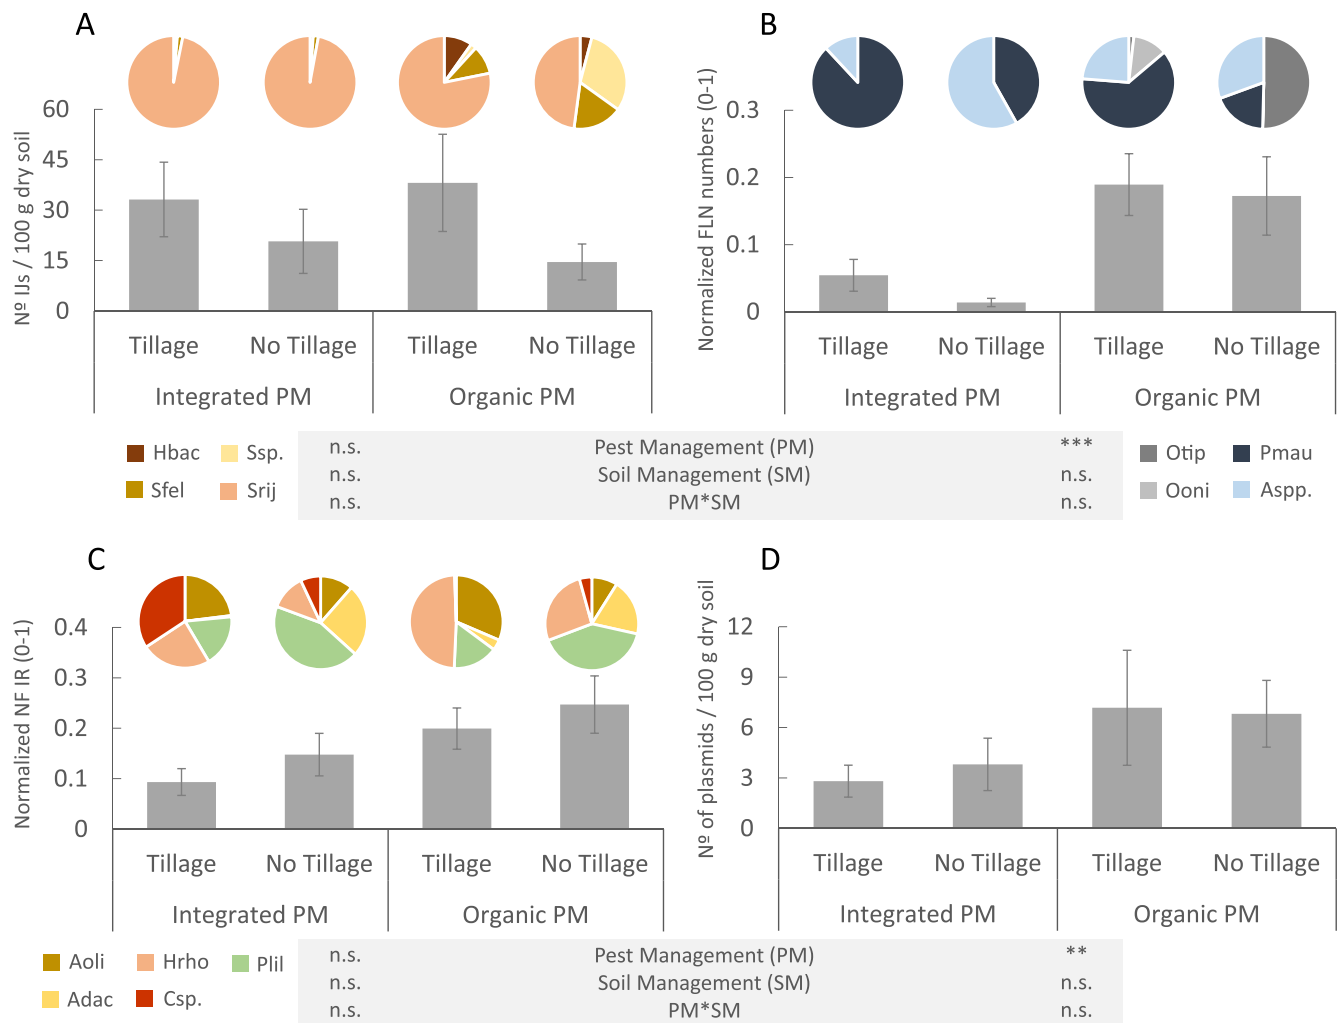 A
Nº IJs / 100 g dry soil
60
45
30
15
0
Tillage No Tillage Tillage No Tillage
Integrated PM Organic PM
B
Normalized FLN numbers (0-1)
0.3
0.2
0.1
0
Tillage No Tillage Tillage No Tillage
Integrated PM Organic PM
Hbac Ssp.
Sfel Srij
n.s. Pest Management (PM) ***
n.s. Soil Management (SM) n.s.
n.s. PM*SM n.s.
Otip Pmau
Ooni Aspp.
C
Normalized NF IR (0-1)
0.4
0.3
0.2
0.1
0
Tillage No Tillage Tillage No Tillage
Integrated PM Organic PM
D
Nº of plasmids / 100 g dry soil
12
9
6
3
0
Tillage No Tillage Tillage No Tillage
Integrated PM Organic PM
Aoli Hrho Plil
Adac Csp.
n.s. Pest Management (PM) **
n.s. Soil Management (SM) n.s.
n.s. PM*SM n.s.